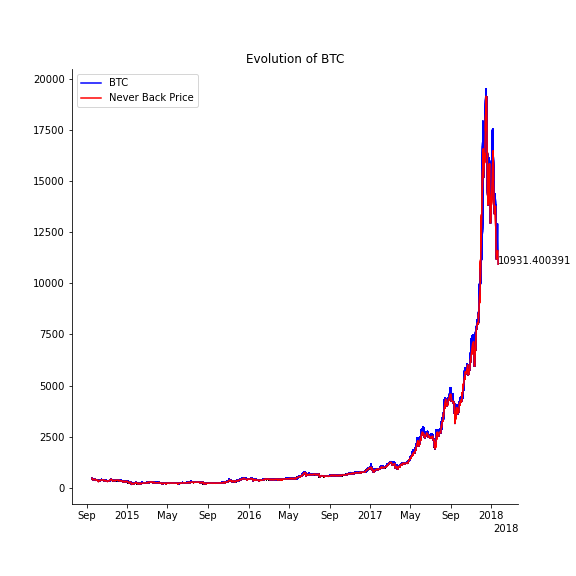 Evolution of BTC
BTC
Never Back Price
20000
17500
15000
12500
10931.400391
10000
7500
5000
2500
0
Sep 2015 May Sep 2016 May Sep 2017 May Sep 2018
2018